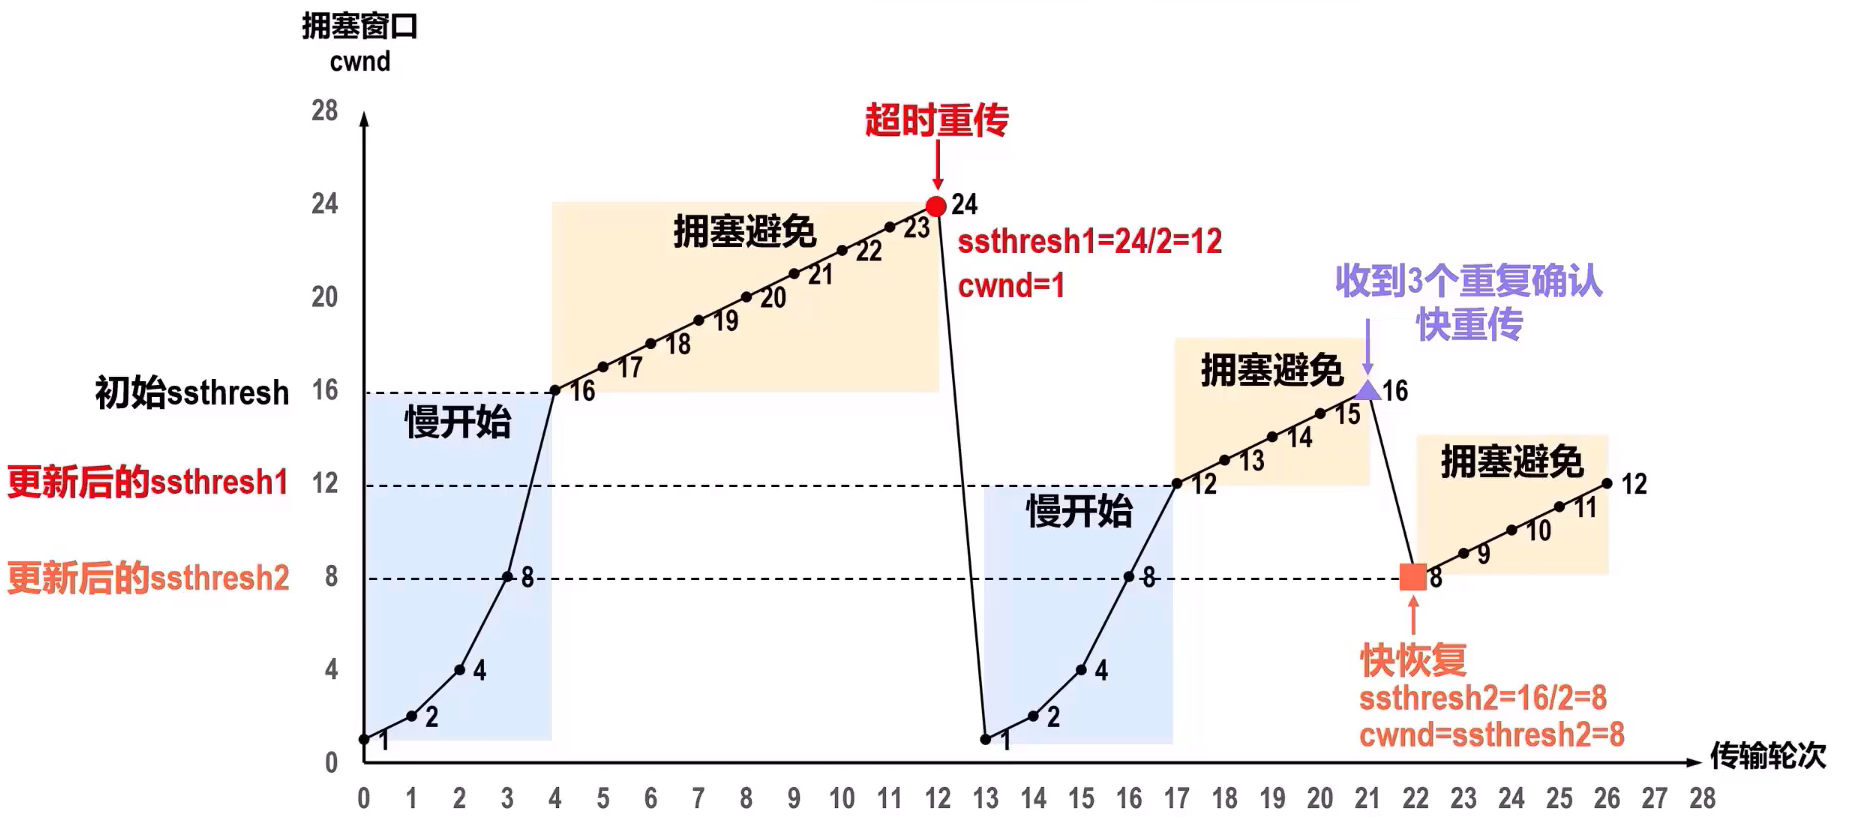 拥塞窗口
cwnd
28
24
20
16
12
8
4
0
初始ssthresh
更新后的ssthresh1
更新后的ssthresh2
慢开始
1
2
4
8
16
拥塞避免
17
18
19
20
21
22
23
24
超时重传
ssthresh1=24/2=12
cwnd=1
慢开始
1
2
4
8
12
拥塞避免
13
14
15
16
收到3个重复确认
快重传
拥塞避免
8
9
10
11
12
快恢复
ssthresh2=16/2=8
cwnd=ssthresh2=8
传输轮次
0 1 2 3 4 5 6 7 8 9 10 11 12 13 14 15 16 17 18 19 20 21 22 23 24 25 26 27 28